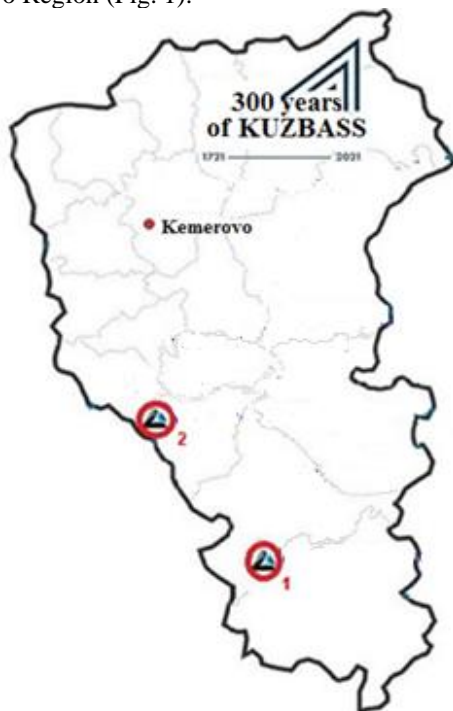 o Region (Fig. 1).
300 years
of KUZBASS
1721 2021
Kemerovo
2
1